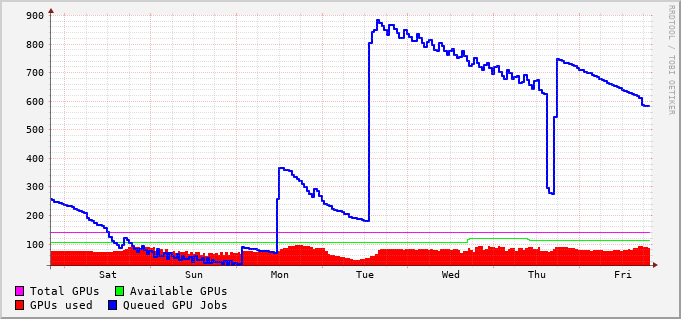 900
800
700
600
500
400
300
200
100
Sat Sun Mon Tue Wed Thu Fri
Total GPUs Available GPUs
GPUs used Queued GPU Jobs
RRDTOOL / TOBI OETIKER